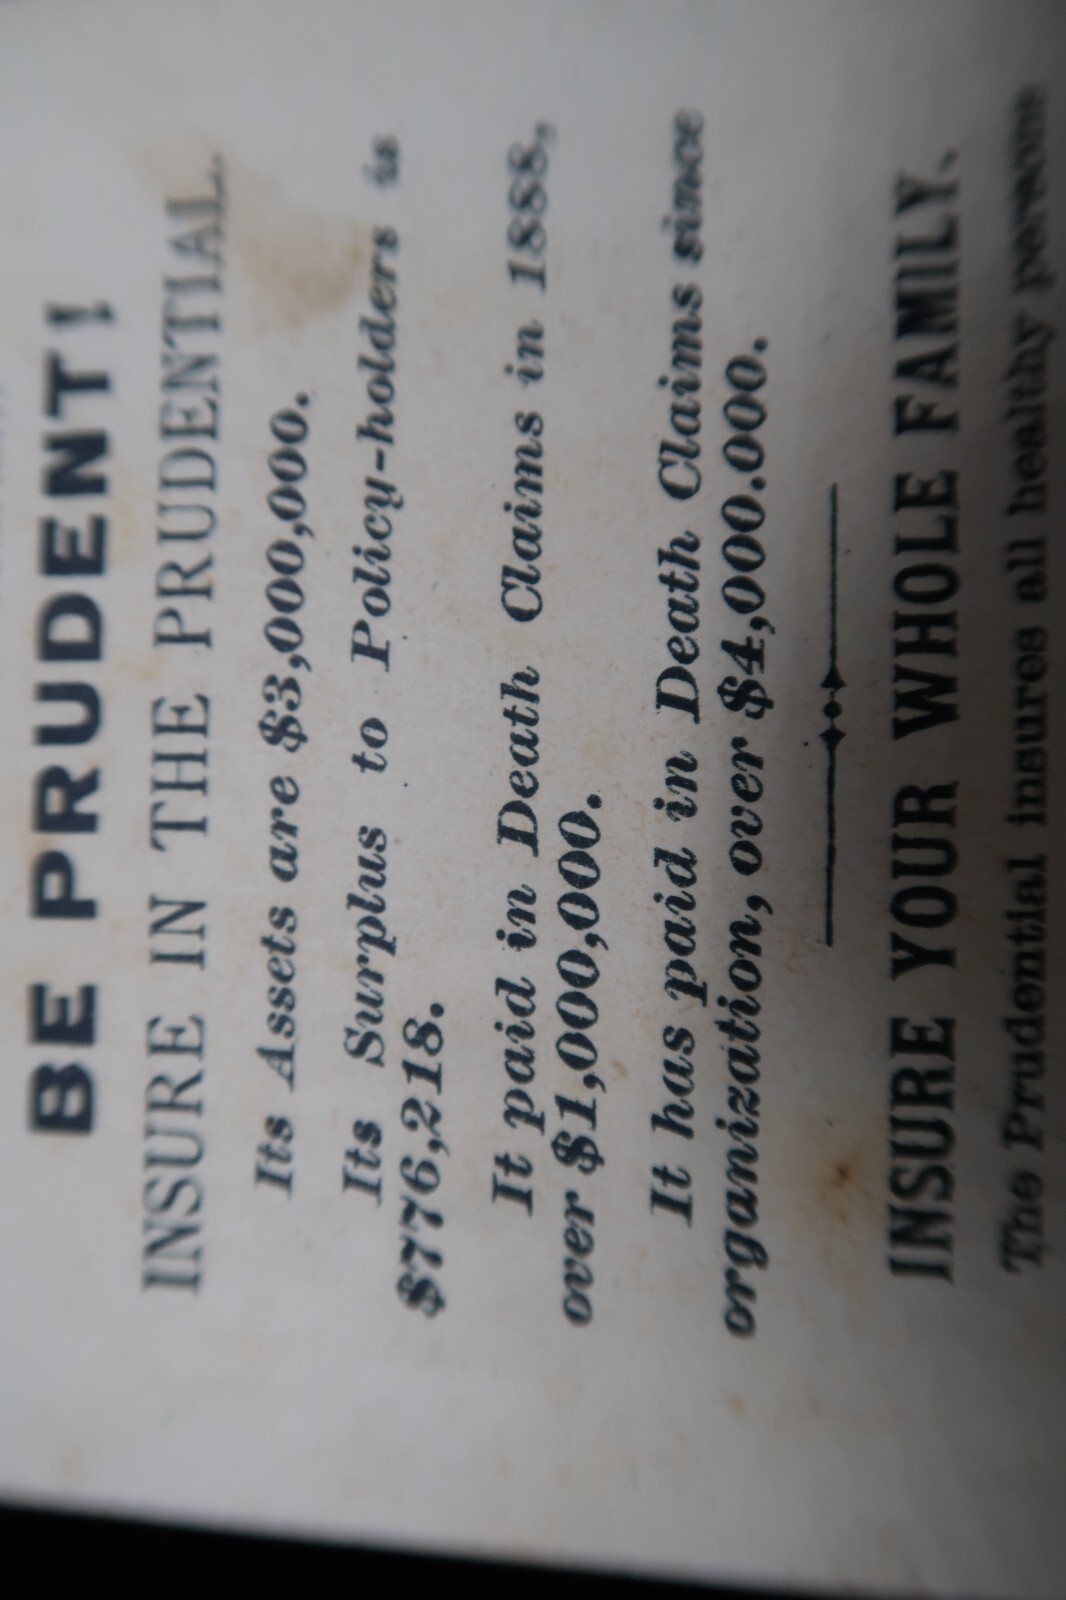 BE PRUDENT!
INSURE IN THE PRUDENTIAL.
Its Assets are $3,000,000.
Its Surplus to Policy-holders is
$776,218.
It paid in Death Claims in 1888,
over $1,000,000.
It has paid in Death Claims since
organization, over $4,000.000.
INSURE YOUR WHOLE FAMILY.
The Prudential insures all healthy persons